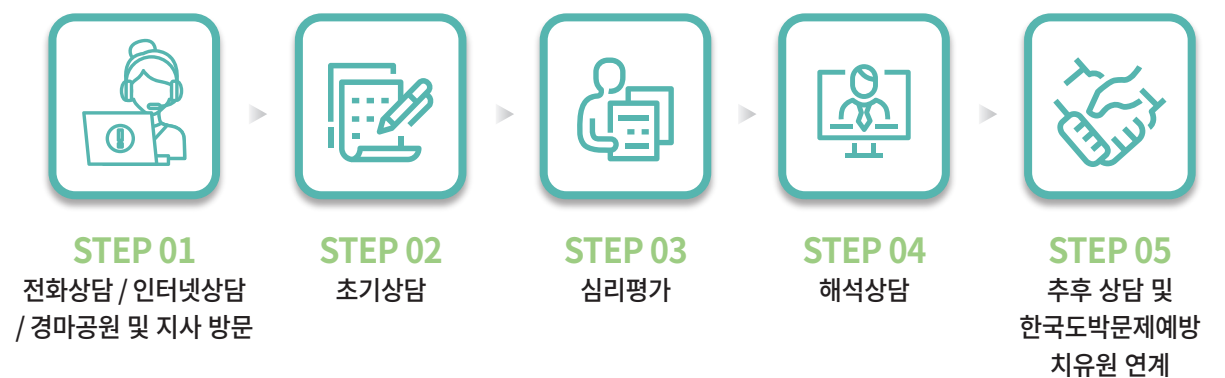 STEP 01
전화상담 / 인터넷상담
/ 경마공원 및 지사 방문
STEP 02
초기상담
STEP 03
심리평가
STEP 04
해석상담
STEP 05
추후 상담 및
한국도박문제예방
치유원 연계